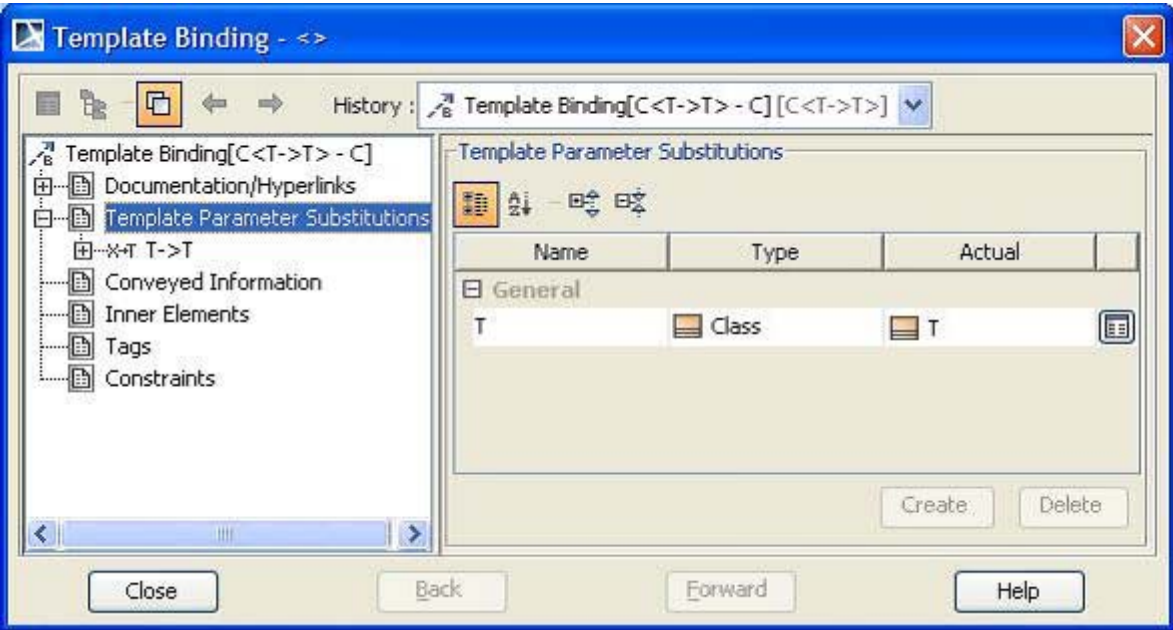 Template Binding - <>
History : Template Binding[C<T->T> - C] [C<T->T>]
Template Binding[C<T->T> - C]
Documentation/Hyperlinks
Template Parameter Substitutions
T->T
Conveyed Information
Inner Elements
Tags
Constraints
Template Parameter Substitutions
Name Type Actual
General
T Class T
Create Delete
Close Back Forward Help